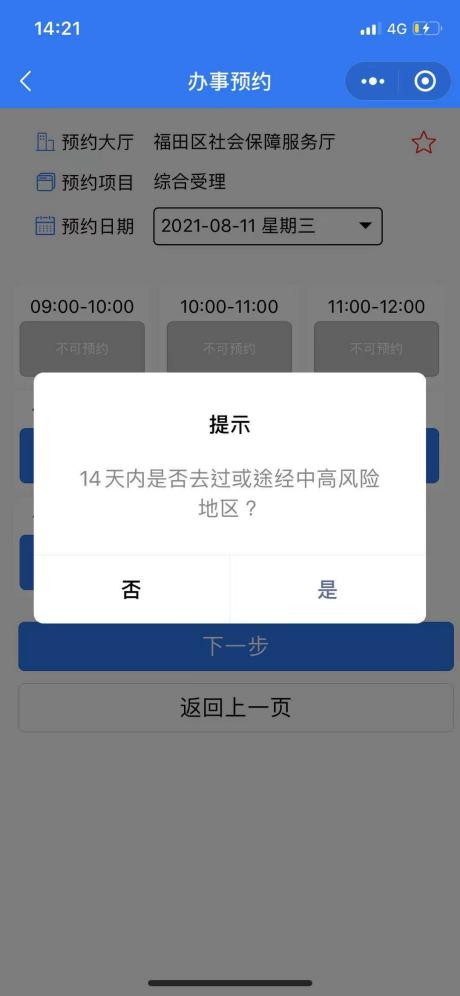 14:21
4G
办事预约
预约大厅 福田区社会保障服务厅
预约项目 综合受理
预约日期 2021-08-11 星期三
09:00-10:00 10:00-11:00 11:00-12:00
不可预约 不可预约 不可预约
提示
14天内是否去过或途经中高风险
地区？
否 是
下一步
返回上一页